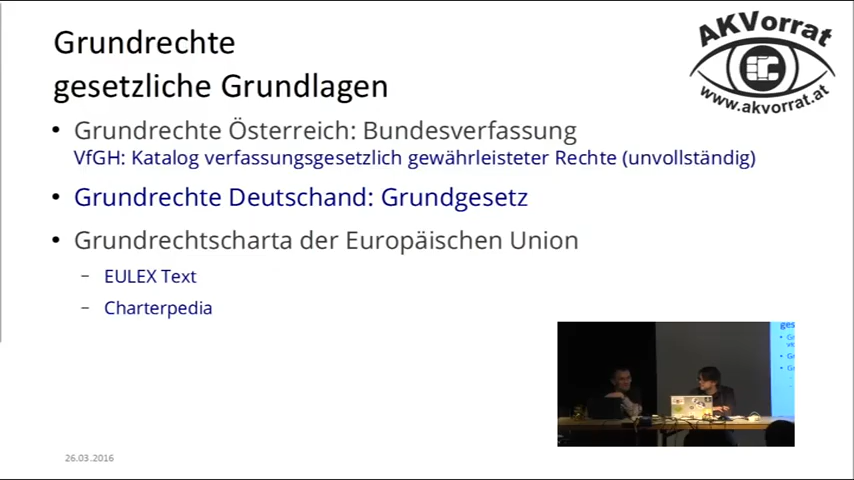 Grundrechte
gesetzliche Grundlagen
AKVorrat
www.akvorrat.at
• Grundrechte Österreich: Bundesverfassung
VfGH: Katalog verfassungsgesetzlich gewährleisteter Rechte (unvollständig)
• Grundrechte Deutschand: Grundgesetz
• Grundrechtscharta der Europäischen Union
– EULEX Text
– Charterpedia
26.03.2016